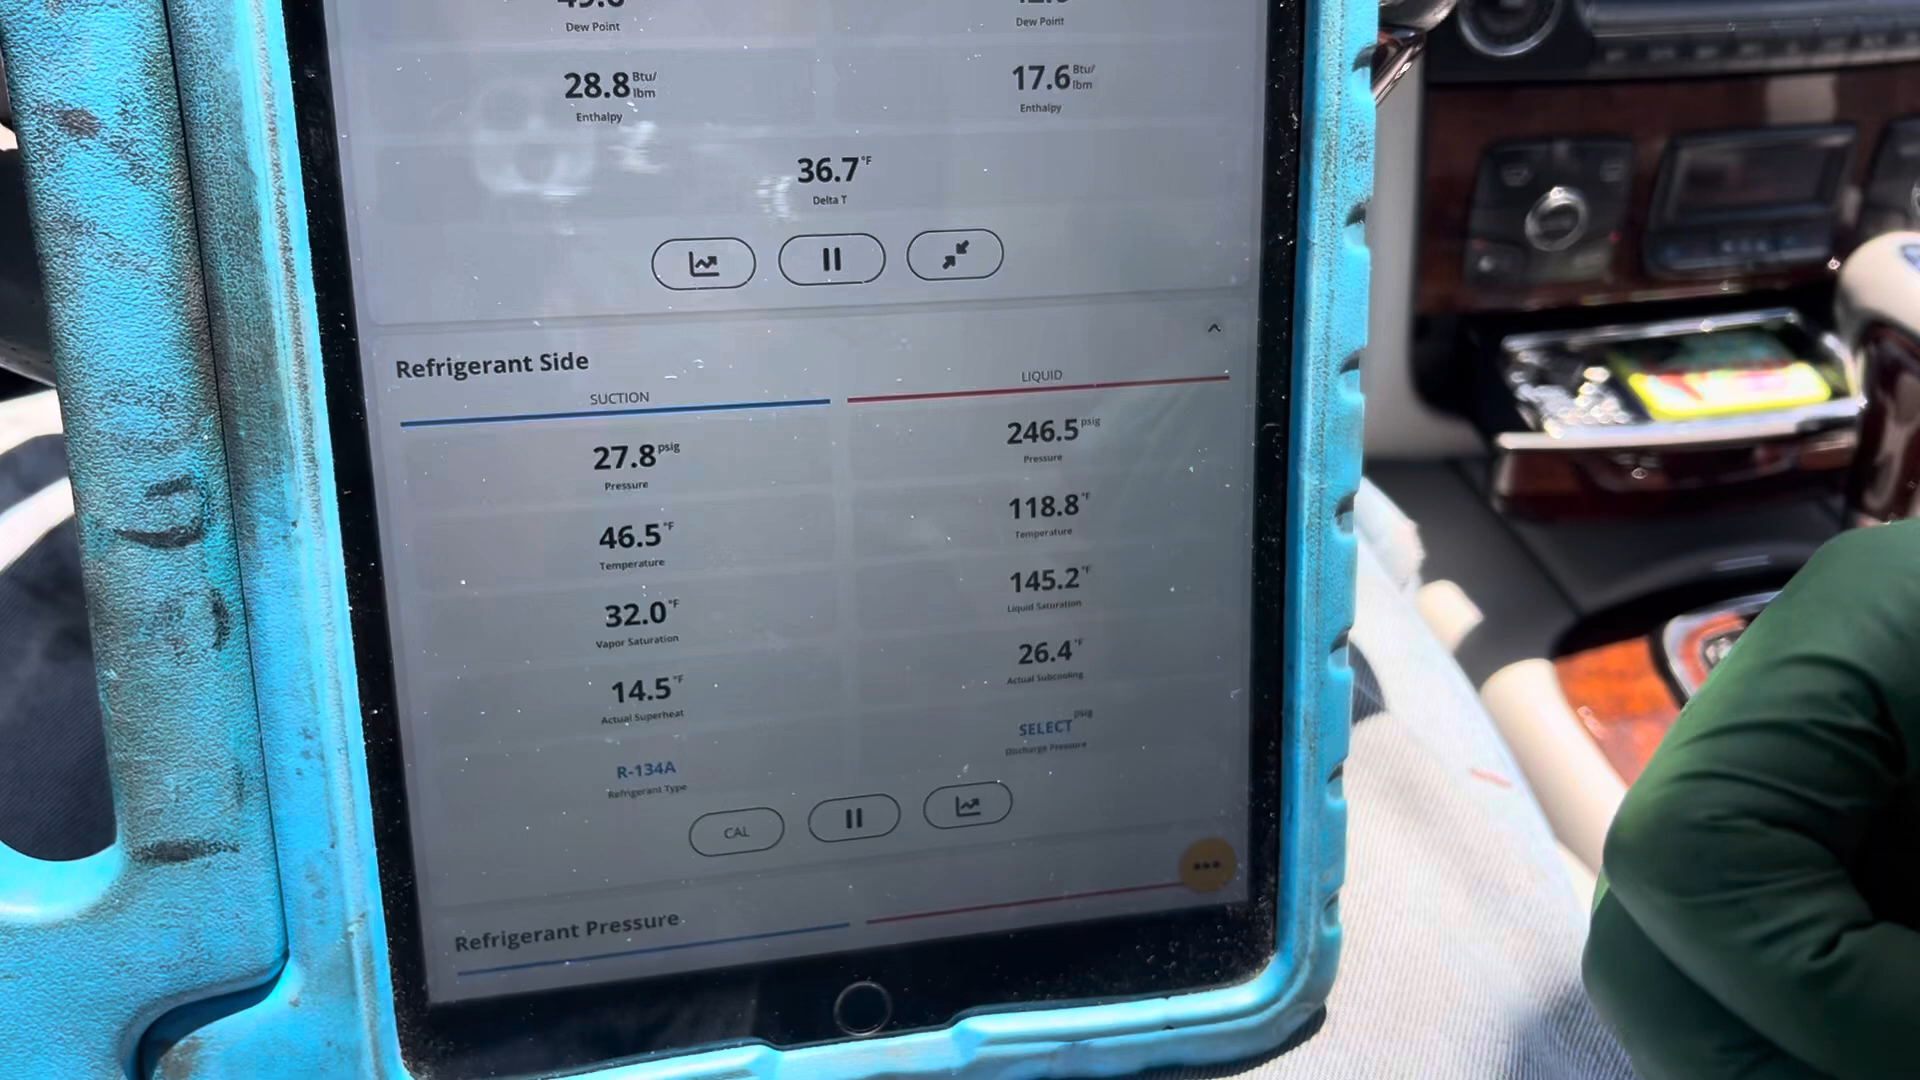 Dew Point
Dew Point
28.8 Btu/lbm
Enthalpy
17.6 Btu/lbm
Enthalpy
36.7 °F
Delta T
Refrigerant Side
SUCTION
LIQUID
27.8 psig
Pressure
246.5 psig
Pressure
46.5 °F
Temperature
118.8 °F
Temperature
32.0 °F
Vapor Saturation
145.2 °F
Liquid Saturation
14.5 °F
Actual Superheat
26.4 °F
Actual Subcooling
R-134A
Refrigerant Type
SELECT psig
Discharge Pressure
CAL
Refrigerant Pressure